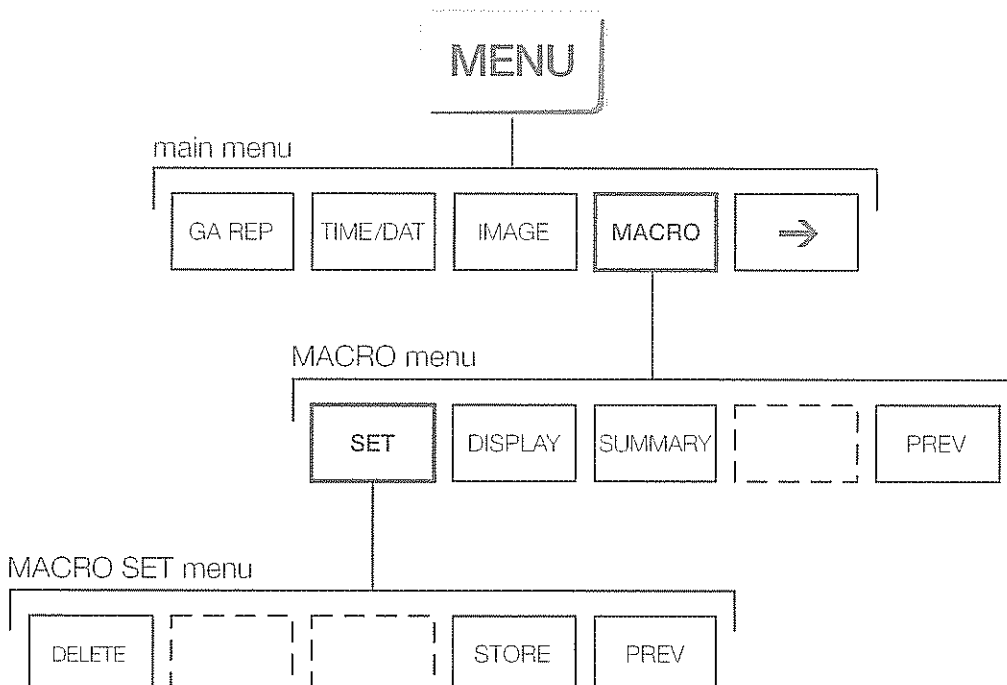 MENU
main menu
GA REP TIME/DAT IMAGE MACRO →
MACRO menu
SET DISPLAY SUMMARY PREV
MACRO SET menu
DELETE STORE PREV